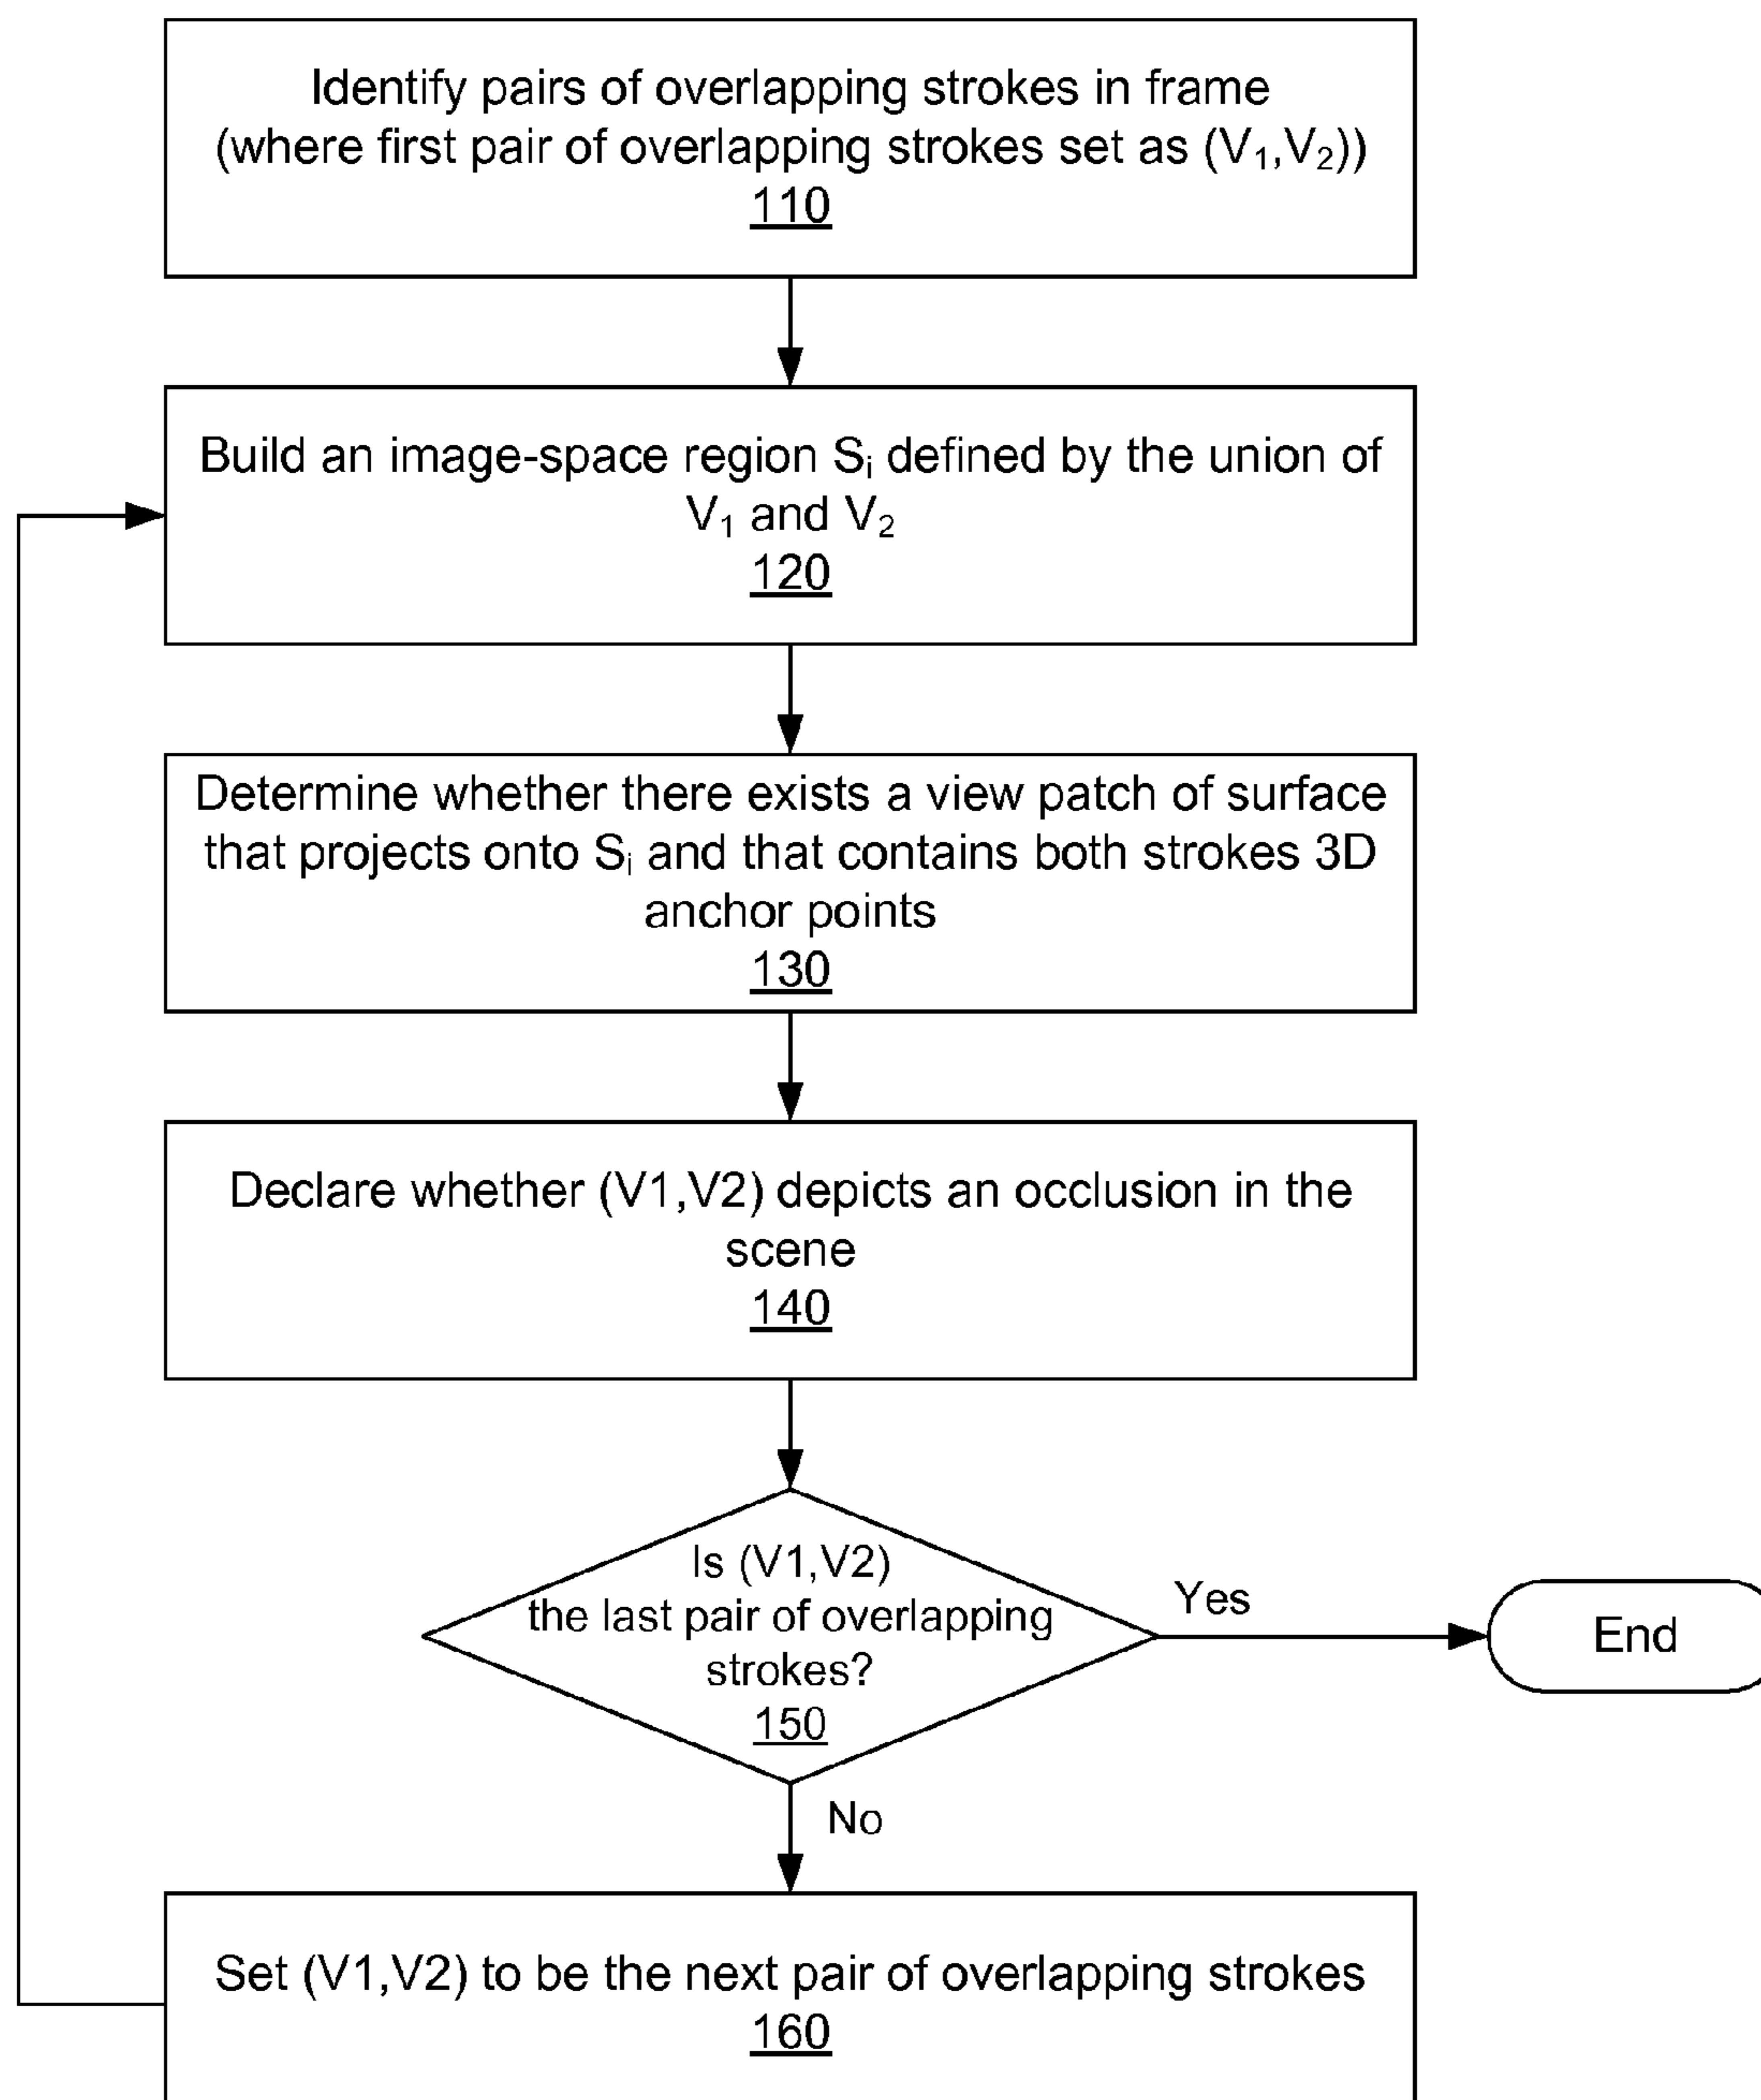 Identify pairs of overlapping strokes in frame
(where first pair of overlapping strokes set as (V₁,V₂))
110
Build an image-space region Sᵢ defined by the union of
V₁ and V₂
120
Determine whether there exists a view patch of surface
that projects onto Sᵢ and that contains both strokes 3D
anchor points
130
Declare whether (V1,V2) depicts an occlusion in the
scene
140
Is (V1,V2)
the last pair of overlapping
strokes?
150
Yes
End
No
Set (V1,V2) to be the next pair of overlapping strokes
160